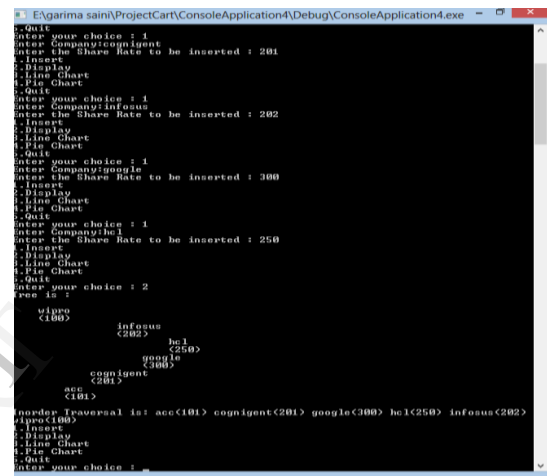 E:\garima saini\ProjectCart\ConsoleApplication4\Debug\ConsoleApplication4.exe
5.Quit
Enter your choice : 1
Enter Company:cognigent
Enter the Share Rate to be inserted : 201
1.Insert
2.Display
3.Line Chart
4.Pie Chart
5.Quit
Enter your choice : 1
Enter Company:infosus
Enter the Share Rate to be inserted : 202
1.Insert
2.Display
3.Line Chart
4.Pie Chart
5.Quit
Enter your choice : 1
Enter Company:google
Enter the Share Rate to be inserted : 300
1.Insert
2.Display
3.Line Chart
4.Pie Chart
5.Quit
Enter your choice : 1
Enter Company:hcl
Enter the Share Rate to be inserted : 250
1.Insert
2.Display
3.Line Chart
4.Pie Chart
5.Quit
Enter your choice : 2
Tree is :
wipro
(100)
infosus
(202)
hcl
(250)
google
(300)
cognigent
(201)
acc
(101)
Inorder Traversal is: acc(101) cognigent(201) google(300) hcl(250) infosus(202)
wipro(100)
1.Insert
2.Display
3.Line Chart
4.Pie Chart
5.Quit
Enter your choice : _